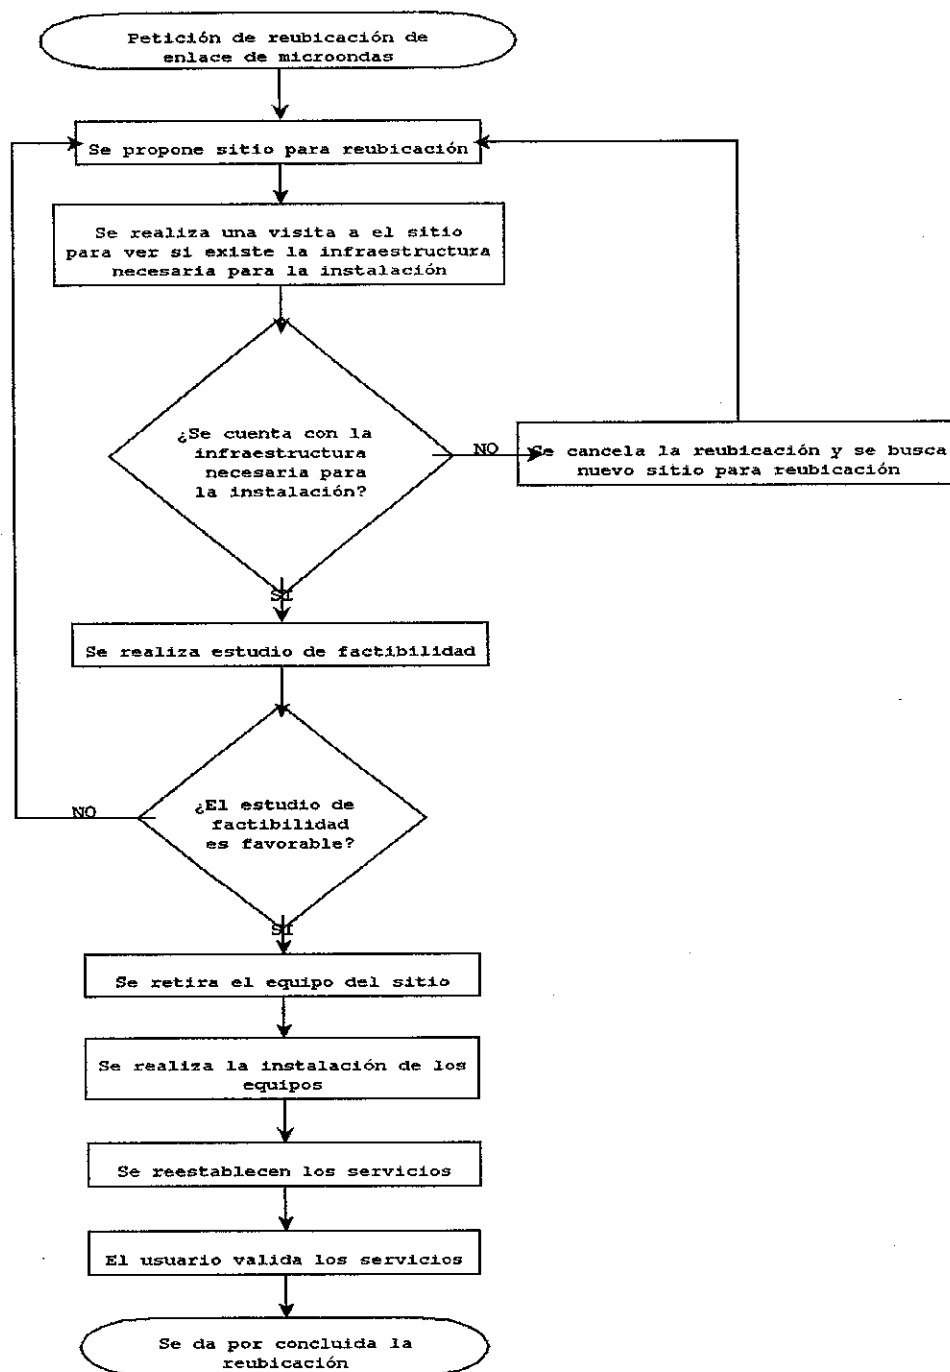 Petición de reubicación de
enlace de microondas
Se propone sitio para reubicación
Se realiza una visita a el sitio
para ver si existe la infraestructura
necesaria para la instalación
¿Se cuenta con la
infraestructura
necesaria para
la instalación?
NO
Se cancela la reubicación y se busca
nuevo sitio para reubicación
SI
Se realiza estudio de factibilidad
¿El estudio de
factibilidad
es favorable?
NO
SI
Se retira el equipo del sitio
Se realiza la instalación de los
equipos
Se reestablecen los servicios
El usuario valida los servicios
Se da por concluida la
reubicación